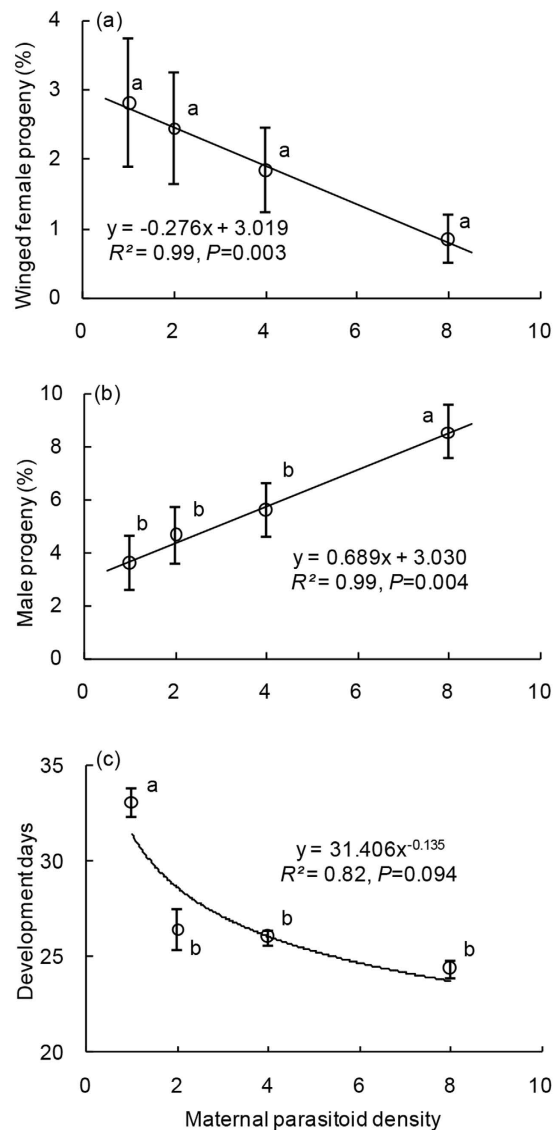 (a)
Winged female progeny (%)
4
3
2
1
0
a
a
a
a
y = -0.276x + 3.019
R² = 0.99, P=0.003
0 2 4 6 8 10
(b)
Male progeny (%)
10
8
6
4
2
0
b
b
b
a
y = 0.689x + 3.030
R² = 0.99, P=0.004
0 2 4 6 8 10
(c)
Development days
35
30
25
20
a
b
b
b
y = 31.406x⁻⁰·¹³⁵
R² = 0.82, P=0.094
0 2 4 6 8 10
Maternal parasitoid density